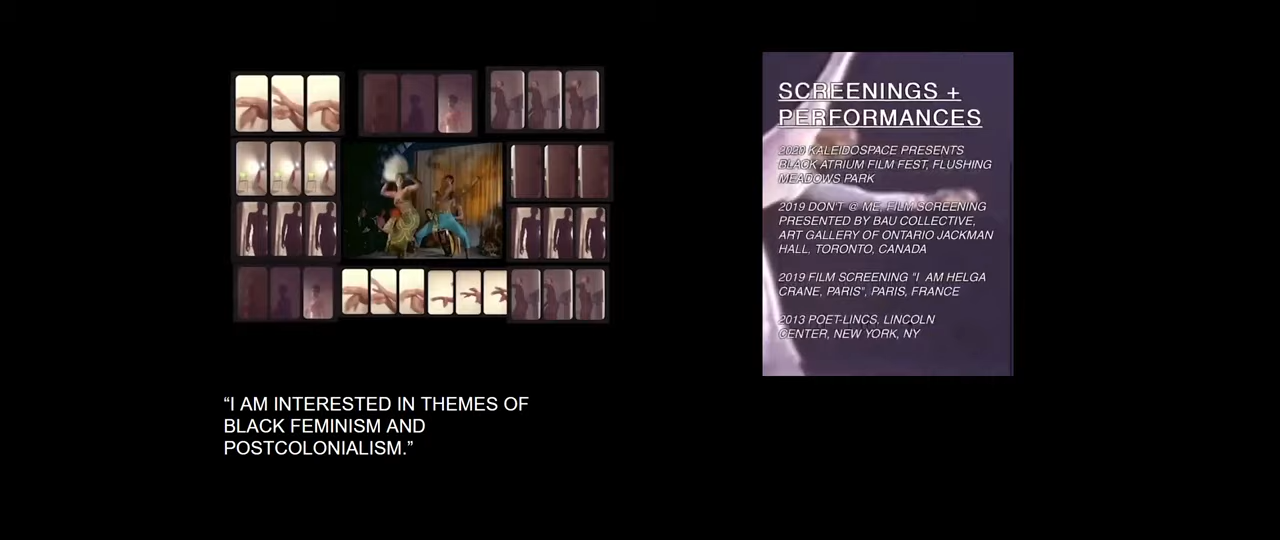 "I AM INTERESTED IN THEMES OF
BLACK FEMINISM AND
POSTCOLONIALISM."
SCREENINGS +
PERFORMANCES
2020 KALEIDOSPACE PRESENTS
BLACK ATRIUM FILM FEST, FLUSHING
MEADOWS PARK
2019 DON'T @ ME, FILM SCREENING
PRESENTED BY BAU COLLECTIVE,
ART GALLERY OF ONTARIO JACKMAN
HALL, TORONTO, CANADA
2019 FILM SCREENING "I AM HELGA
CRANE, PARIS", PARIS, FRANCE
2013 POET-LINCS, LINCOLN
CENTER, NEW YORK, NY